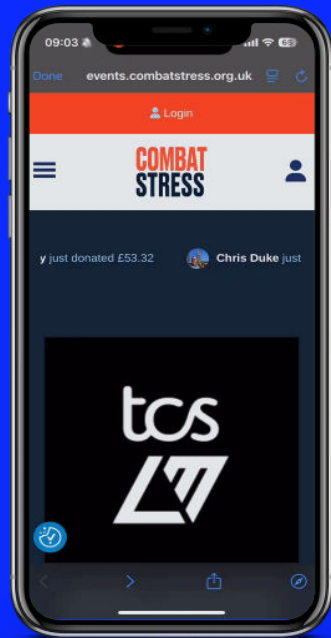 09:03
Done events.combatstress.org.uk
Login
COMBAT
STRESS
y just donated £53.32 Chris Duke just
tcs